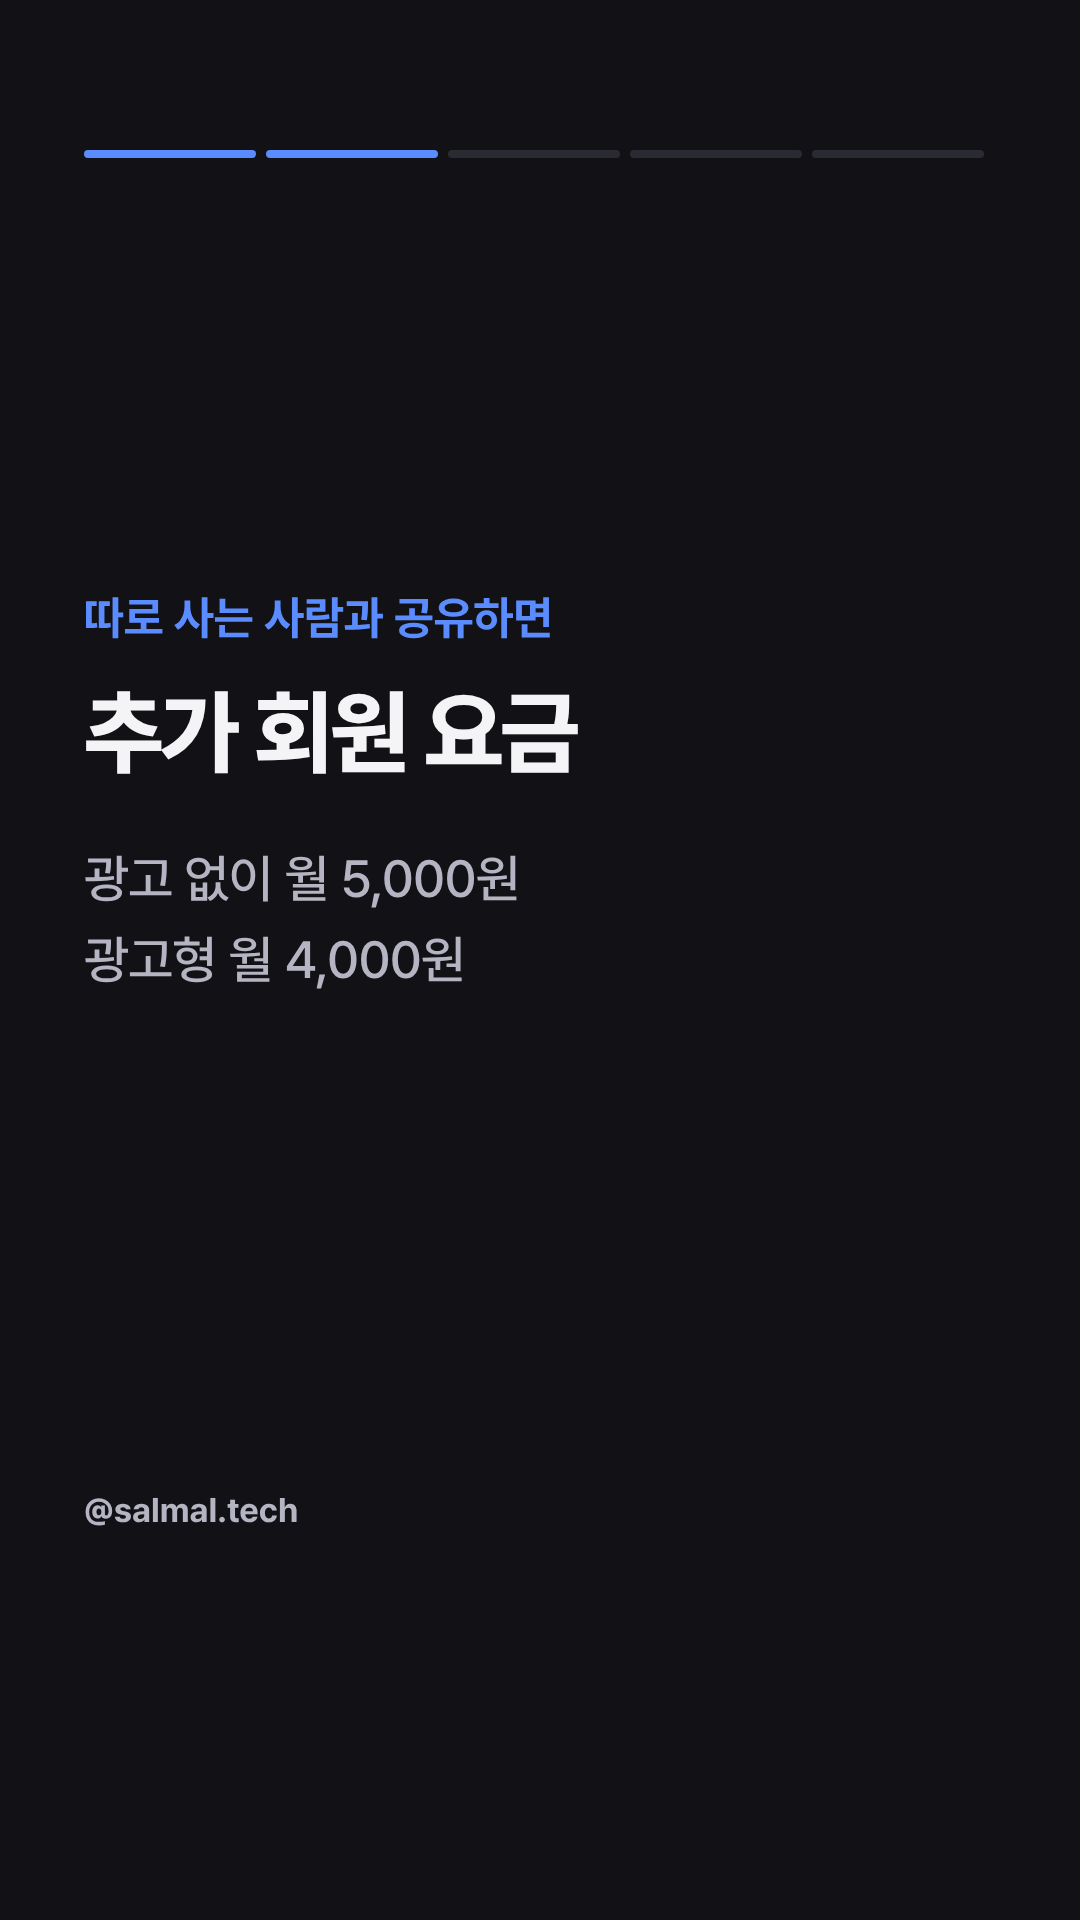 따로 사는 사람과 공유하면
추가 회원 요금
광고 없이 월 5,000원
광고형 월 4,000원
@salmal.tech